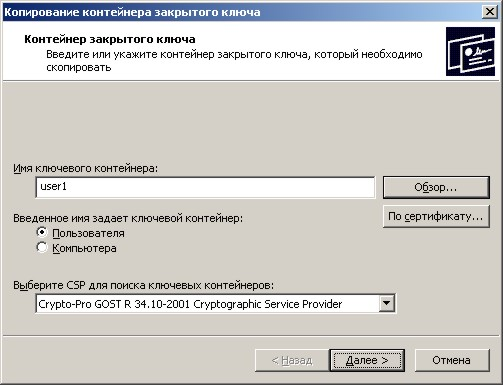 Копирование контейнера закрытого ключа
Контейнер закрытого ключа
Введите или укажите контейнер закрытого ключа, который необходимо
скопировать
Имя ключевого контейнера:
user1
Обзор...
По сертификату...
Введенное имя задает ключевой контейнер:
Пользователя
Компьютера
Выберите CSP для поиска ключевых контейнеров:
Crypto-Pro GOST R 34.10-2001 Cryptographic Service Provider
< Назад
Далее >
Отмена